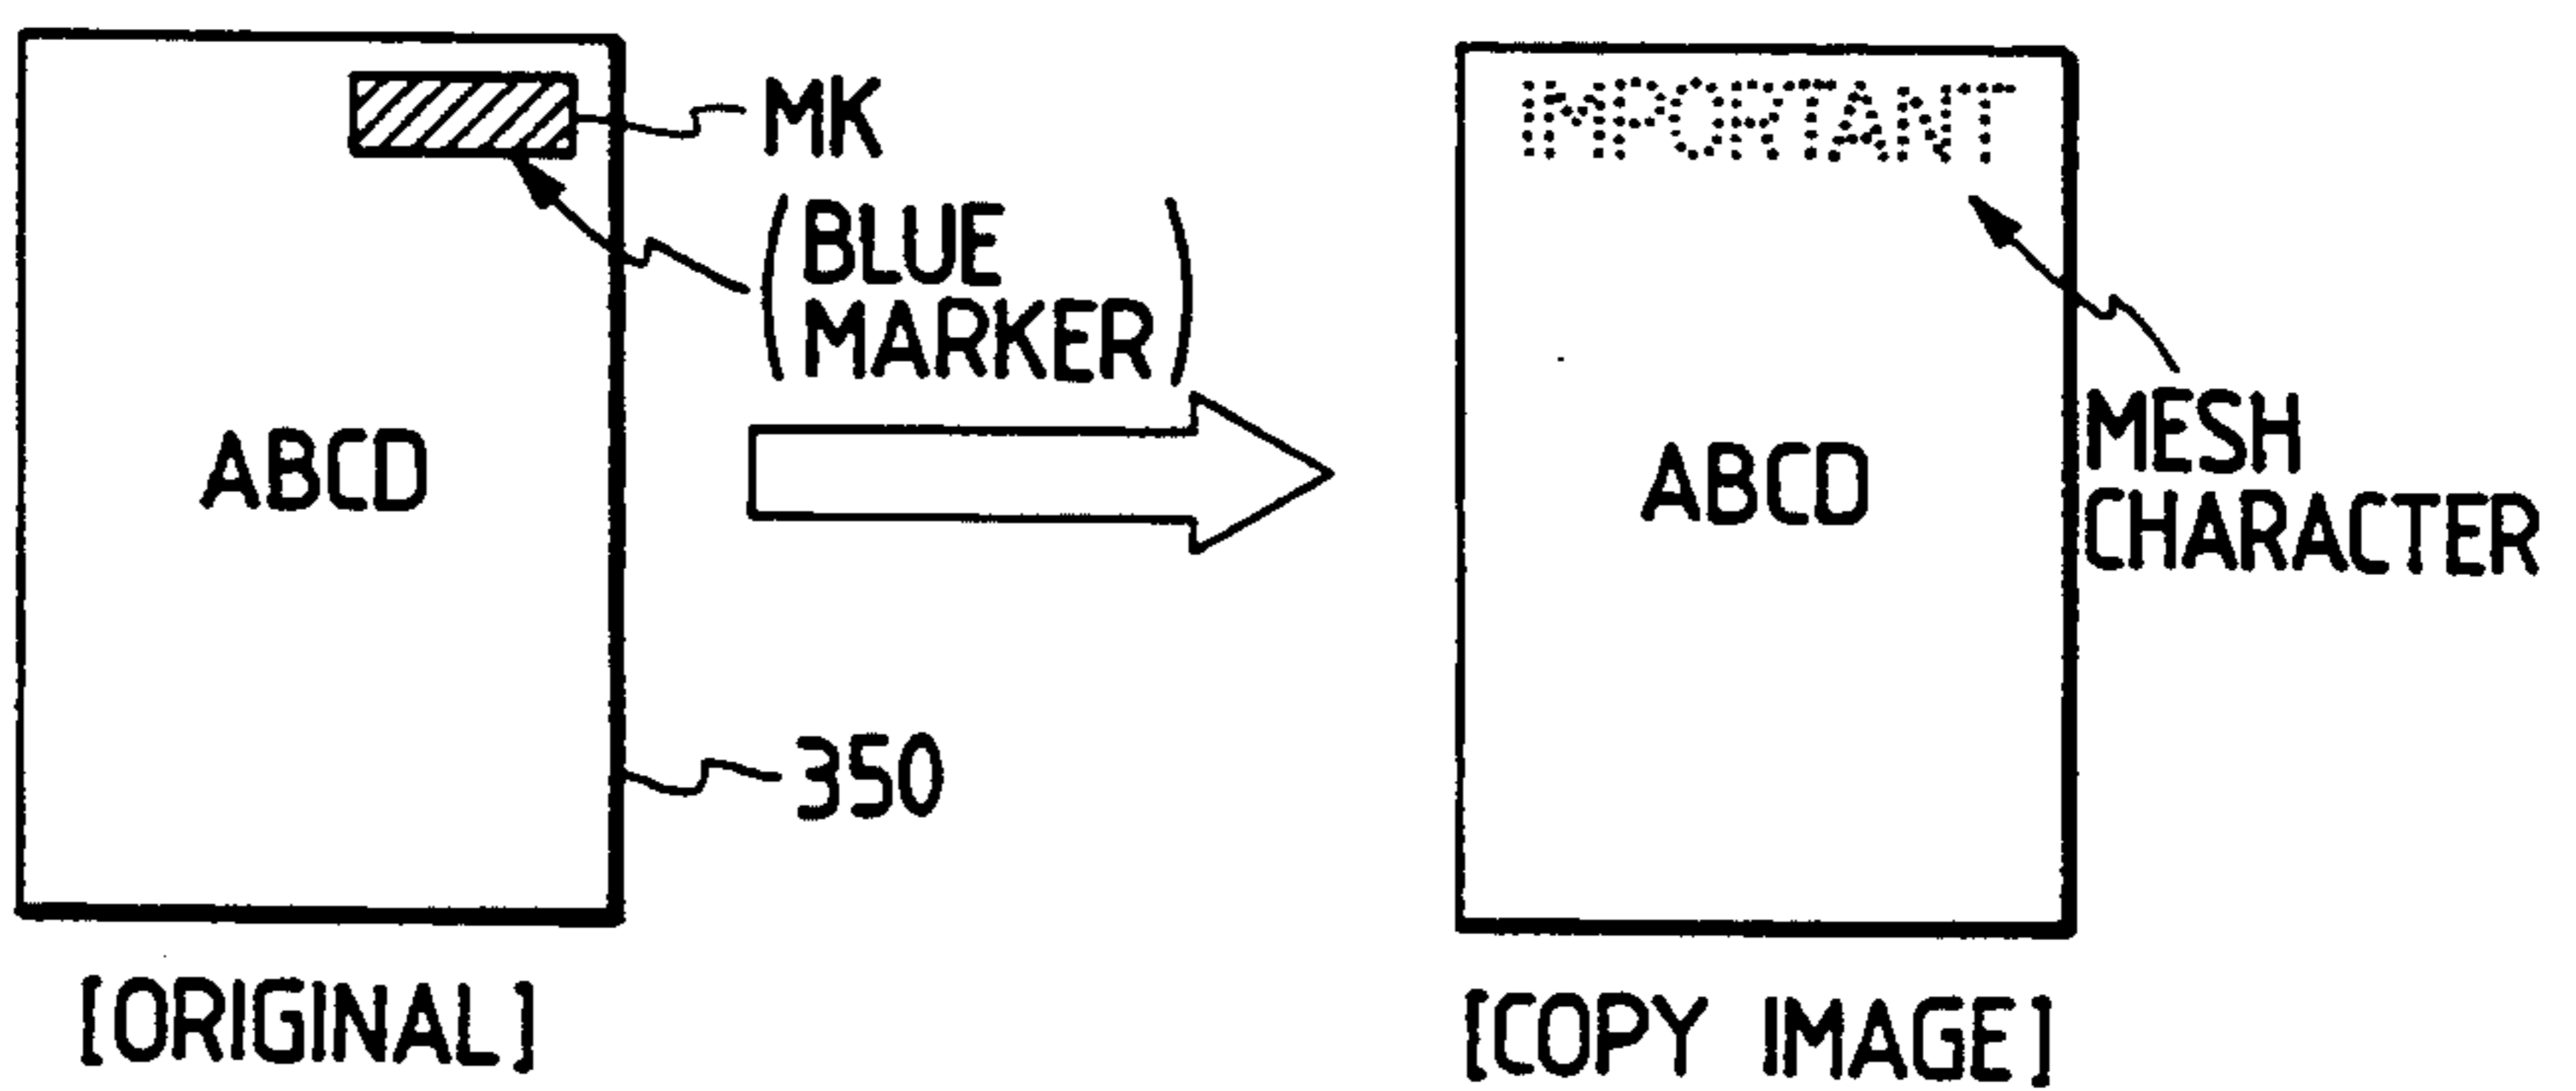 MK
(BLUE
MARKER)
ABCD
350
[ORIGINAL]
IMPORTANT
MESH
CHARACTER
ABCD
[COPY IMAGE]